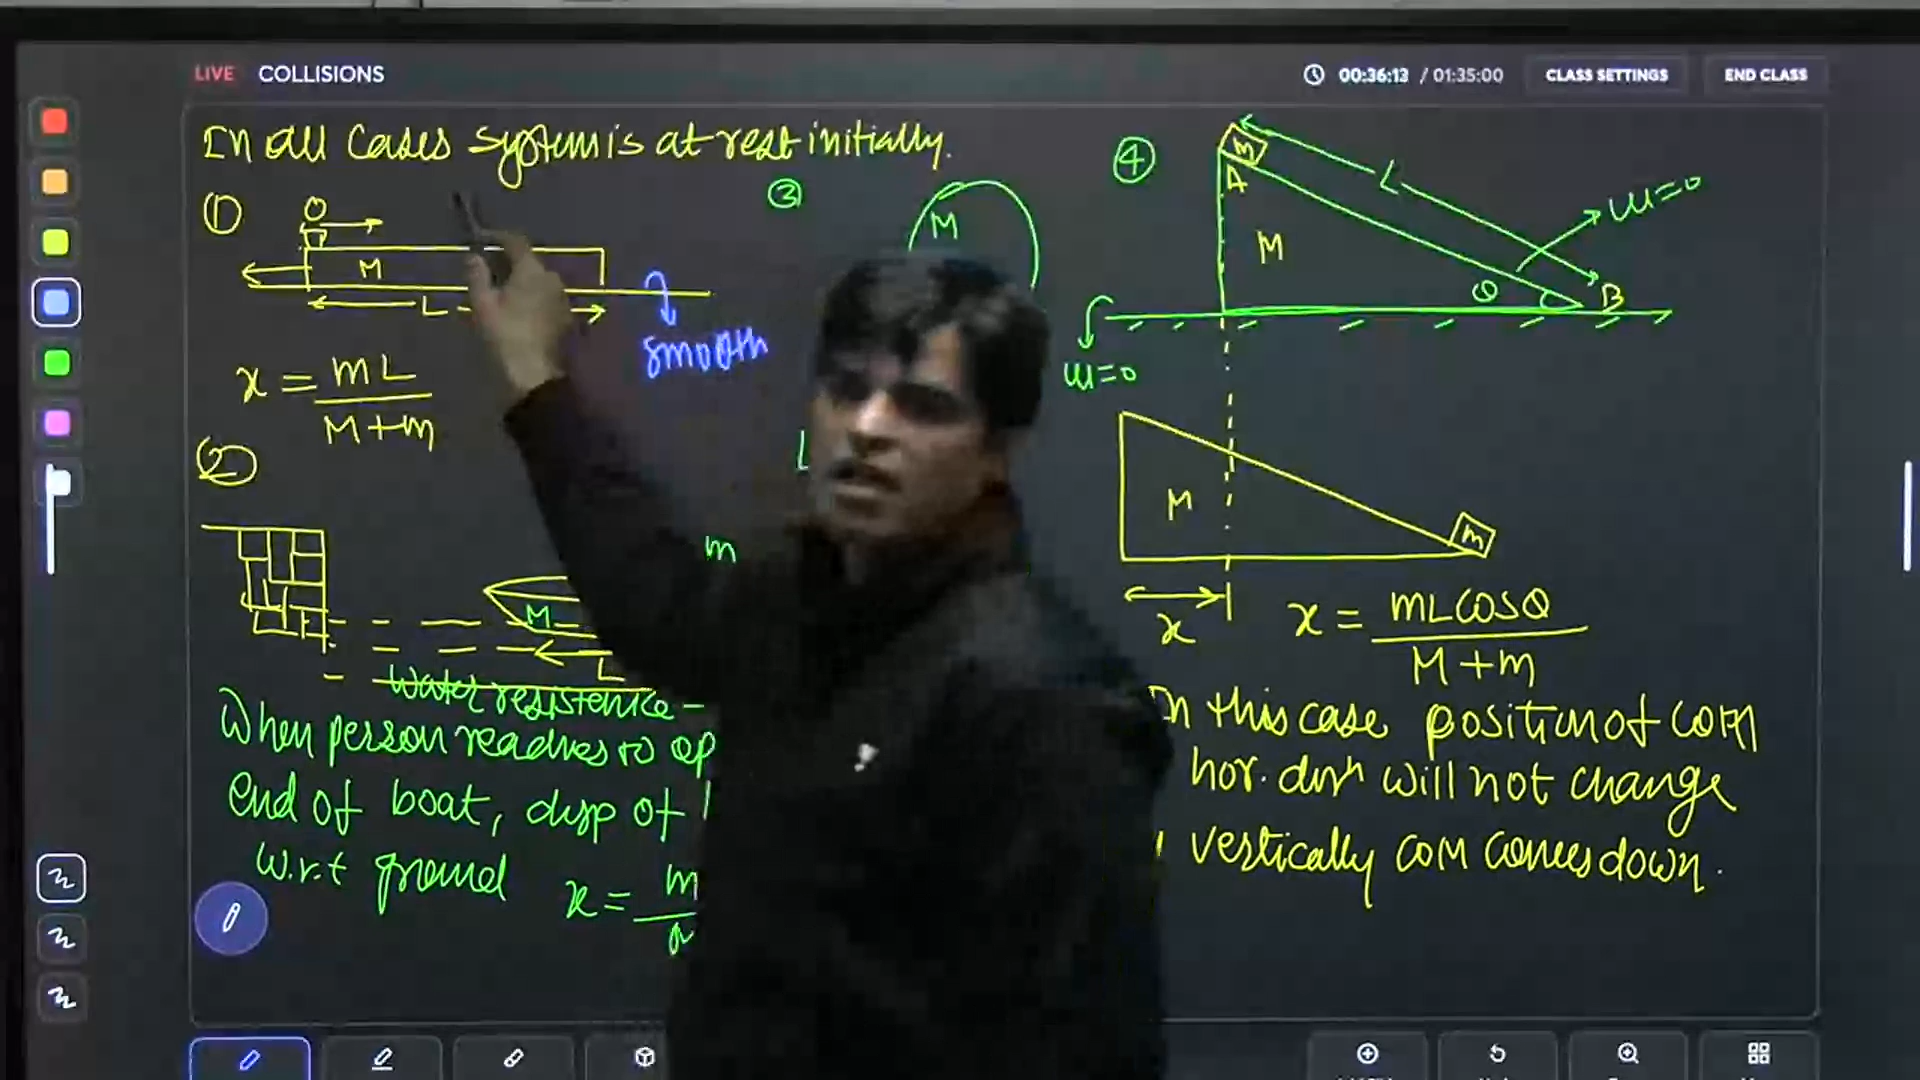 LIVE COLLISIONS
00:36:13 / 01:35:00
CLASS SETTINGS
END CLASS
In all Cases system is at rest initially.
①
M
L
smooth
x = mL / M+m
②
M
L
Water resistence -
When person reaches to op
end of boat, disp of
w.r.t ground x = m
③
M
L
m
④
m
A
L
M
θ
B
μ=0
μ=0
M
m
x
x = mLcosθ / M+m
n this case position of COM
hor. dirn will not change
vertically COM comes down.